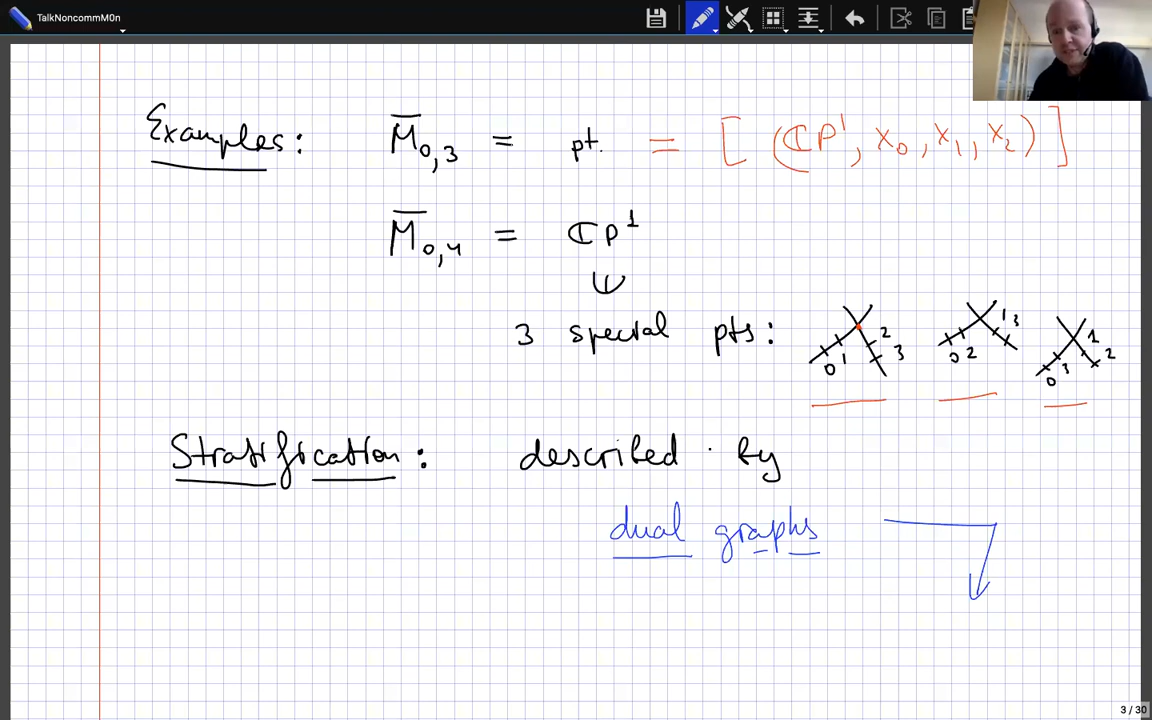 TalkNoncommM0n
Examples: M̅₀,₃ = pt. = [ (ℂP¹, x₀, x₁, x₂) ]
M̅₀,₄ = ℂP¹
3 special pts:
0 1 2 3
0 2 1 3
0 3 1 2
Stratification: described by
dual graphs
3 / 30